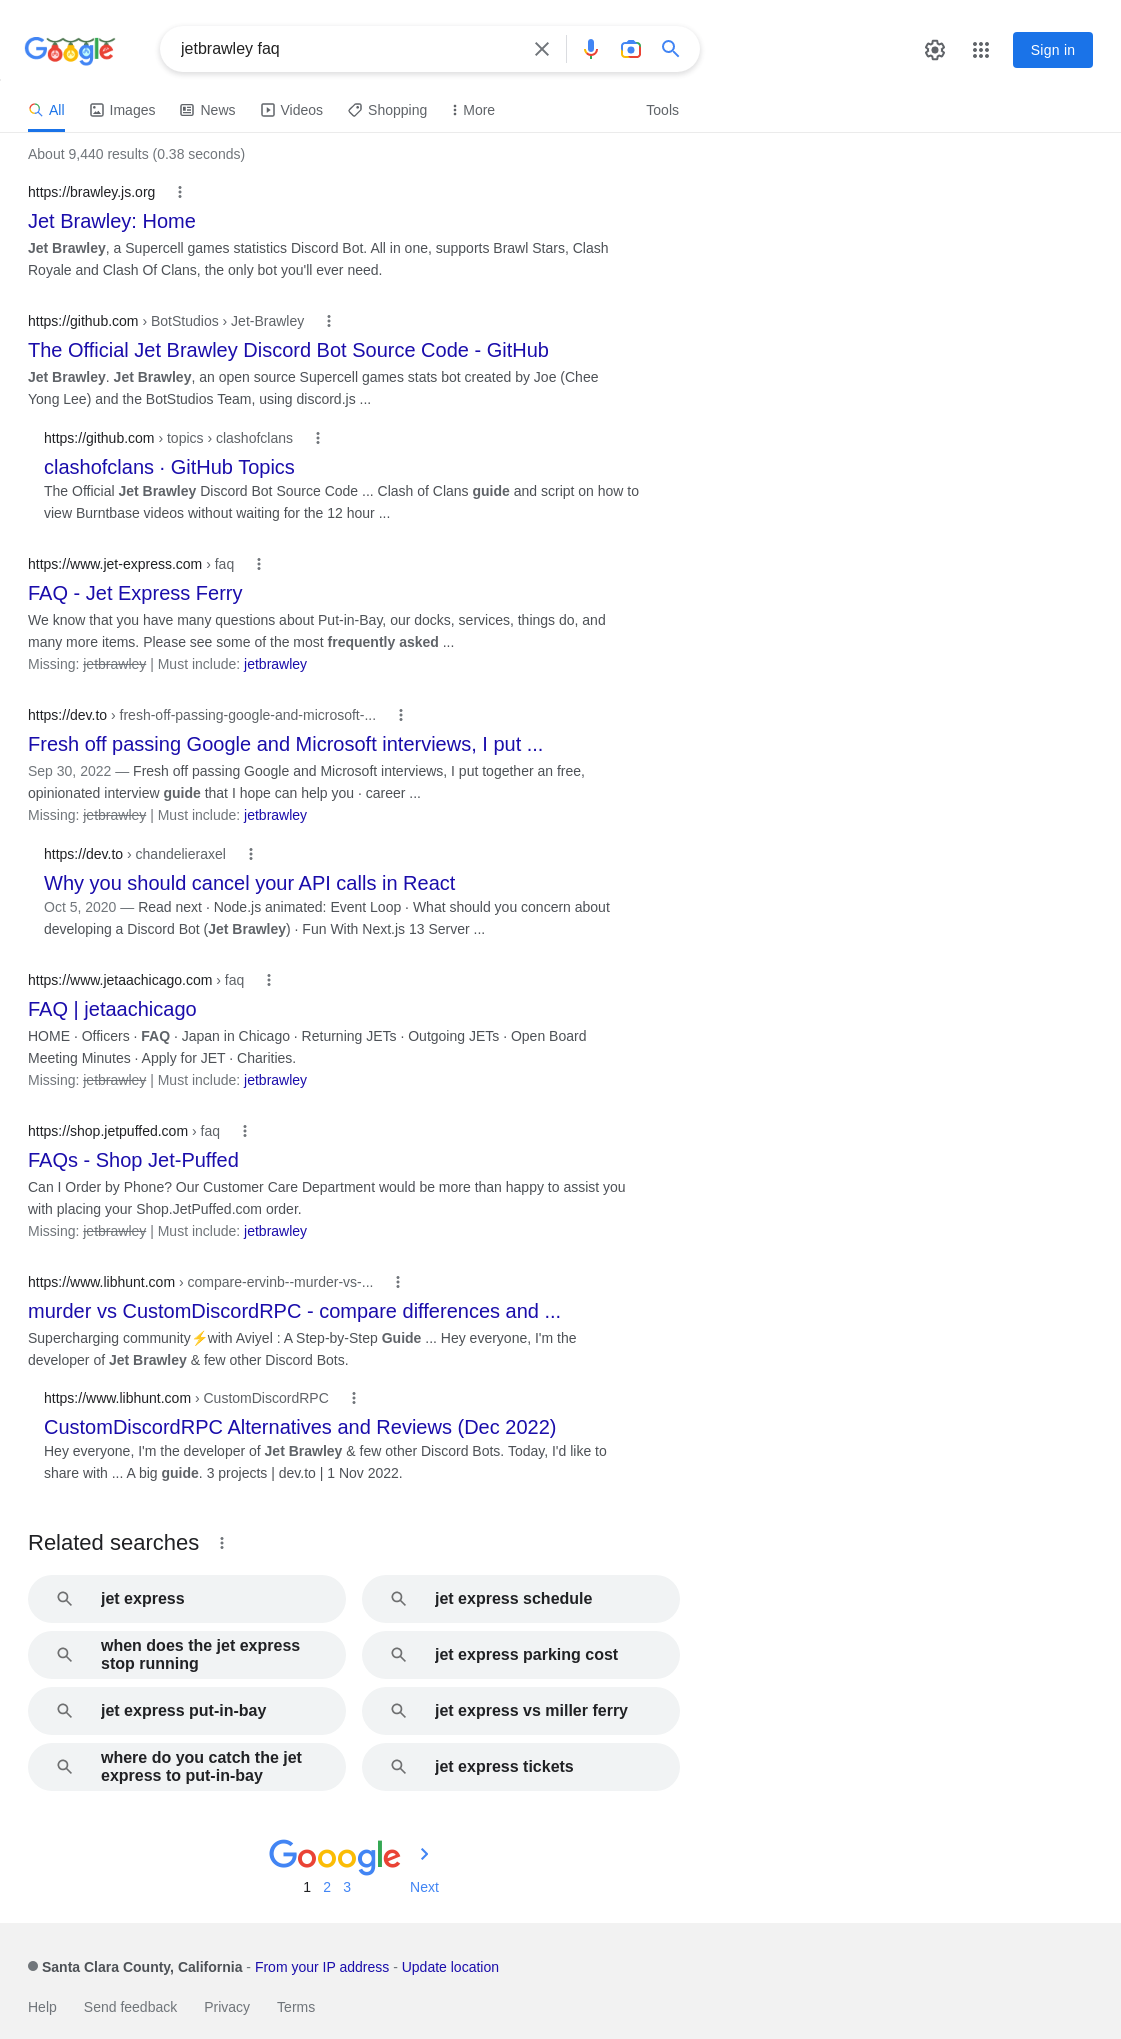 Google
jetbrawley faq
Sign in
All Images News Videos Shopping More Tools
About 9,440 results (0.38 seconds)
https://brawley.js.org
Jet Brawley: Home
Jet Brawley, a Supercell games statistics Discord Bot. All in one, supports Brawl Stars, Clash
Royale and Clash Of Clans, the only bot you'll ever need.
https://github.com › BotStudios › Jet-Brawley
The Official Jet Brawley Discord Bot Source Code - GitHub
Jet Brawley. Jet Brawley, an open source Supercell games stats bot created by Joe (Chee
Yong Lee) and the BotStudios Team, using discord.js ...
https://github.com › topics › clashofclans
clashofclans · GitHub Topics
The Official Jet Brawley Discord Bot Source Code ... Clash of Clans guide and script on how to
view Burntbase videos without waiting for the 12 hour ...
https://www.jet-express.com › faq
FAQ - Jet Express Ferry
We know that you have many questions about Put-in-Bay, our docks, services, things do, and
many more items. Please see some of the most frequently asked ...
Missing: jetbrawley | Must include: jetbrawley
https://dev.to › fresh-off-passing-google-and-microsoft-...
Fresh off passing Google and Microsoft interviews, I put ...
Sep 30, 2022 — Fresh off passing Google and Microsoft interviews, I put together an free,
opinionated interview guide that I hope can help you · career ...
Missing: jetbrawley | Must include: jetbrawley
https://dev.to › chandelieraxel
Why you should cancel your API calls in React
Oct 5, 2020 — Read next · Node.js animated: Event Loop · What should you concern about
developing a Discord Bot (Jet Brawley) · Fun With Next.js 13 Server ...
https://www.jetaachicago.com › faq
FAQ | jetaachicago
HOME · Officers · FAQ · Japan in Chicago · Returning JETs · Outgoing JETs · Open Board
Meeting Minutes · Apply for JET · Charities.
Missing: jetbrawley | Must include: jetbrawley
https://shop.jetpuffed.com › faq
FAQs - Shop Jet-Puffed
Can I Order by Phone? Our Customer Care Department would be more than happy to assist you
with placing your Shop.JetPuffed.com order.
Missing: jetbrawley | Must include: jetbrawley
https://www.libhunt.com › compare-ervinb--murder-vs-...
murder vs CustomDiscordRPC - compare differences and ...
Supercharging community⚡with Aviyel : A Step-by-Step Guide ... Hey everyone, I'm the
developer of Jet Brawley & few other Discord Bots.
https://www.libhunt.com › CustomDiscordRPC
CustomDiscordRPC Alternatives and Reviews (Dec 2022)
Hey everyone, I'm the developer of Jet Brawley & few other Discord Bots. Today, I'd like to
share with ... A big guide. 3 projects | dev.to | 1 Nov 2022.
Related searches
jet express
jet express schedule
when does the jet express
stop running
jet express parking cost
jet express put-in-bay
jet express vs miller ferry
where do you catch the jet
express to put-in-bay
jet express tickets
Gooogle
1 2 3 Next
Santa Clara County, California - From your IP address - Update location
Help Send feedback Privacy Terms